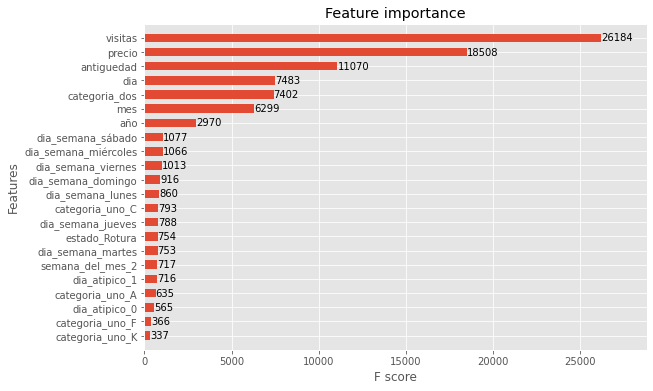 Feature importance
Features
visitas 26184
precio 18508
antiguedad 11070
dia 7483
categoria_dos 7402
mes 6299
año 2970
dia_semana_sábado 1077
dia_semana_miércoles 1066
dia_semana_viernes 1013
dia_semana_domingo 916
dia_semana_lunes 860
categoria_uno_C 793
dia_semana_jueves 788
estado_Rotura 754
dia_semana_martes 753
semana_del_mes_2 717
dia_atipico_1 716
categoria_uno_A 635
dia_atipico_0 565
categoria_uno_F 366
categoria_uno_K 337
0 5000 10000 15000 20000 25000
F score